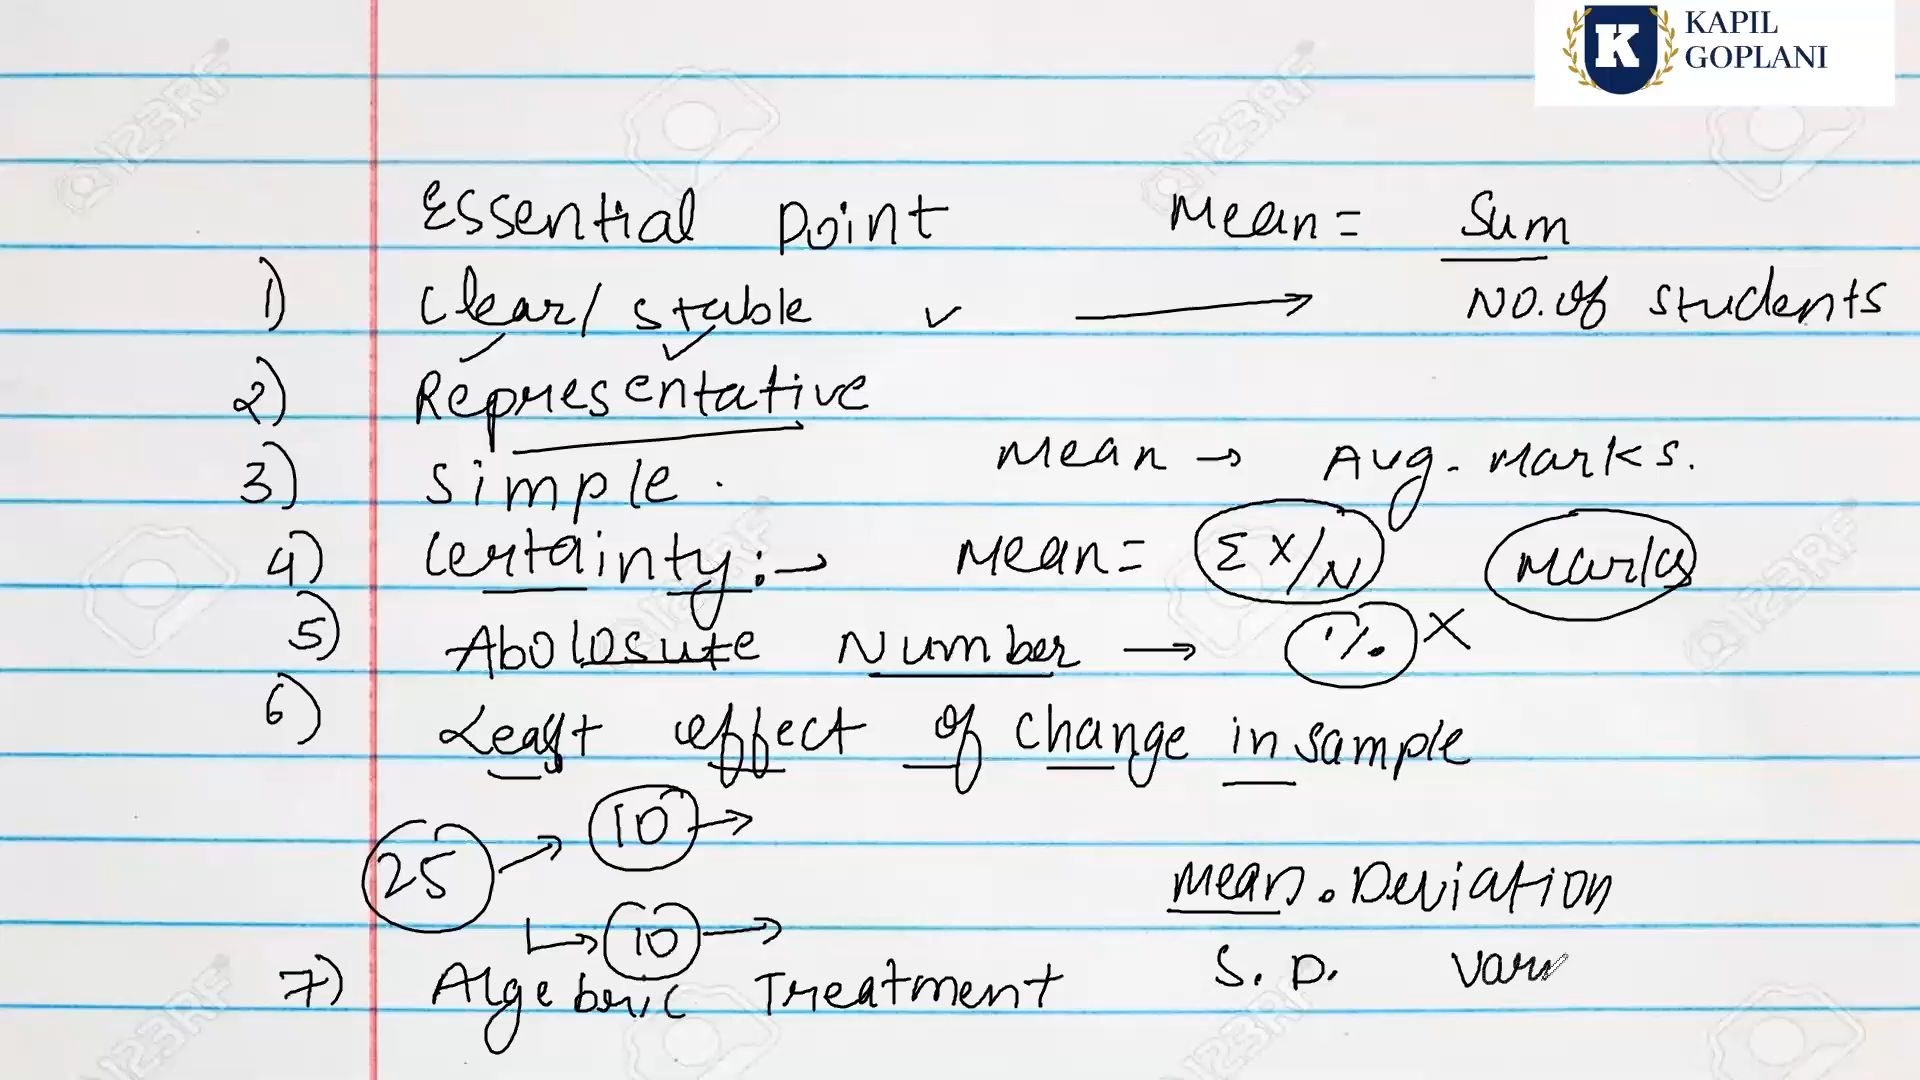 K KAPIL
GOPLANI
Essential Point Mean = Sum
1) Clear/ stable ✓ → No. of students
2) Representative
3) Simple. Mean → Avg. Marks.
4) Certainty:→ Mean = ΣX/N Marks
5) Abolosute Number → % X
6) Least effect of change in sample
25 → 10 →
Mean. Deviation
→ 10 →
S. D. Vari
7) Algebric Treatment
123RF